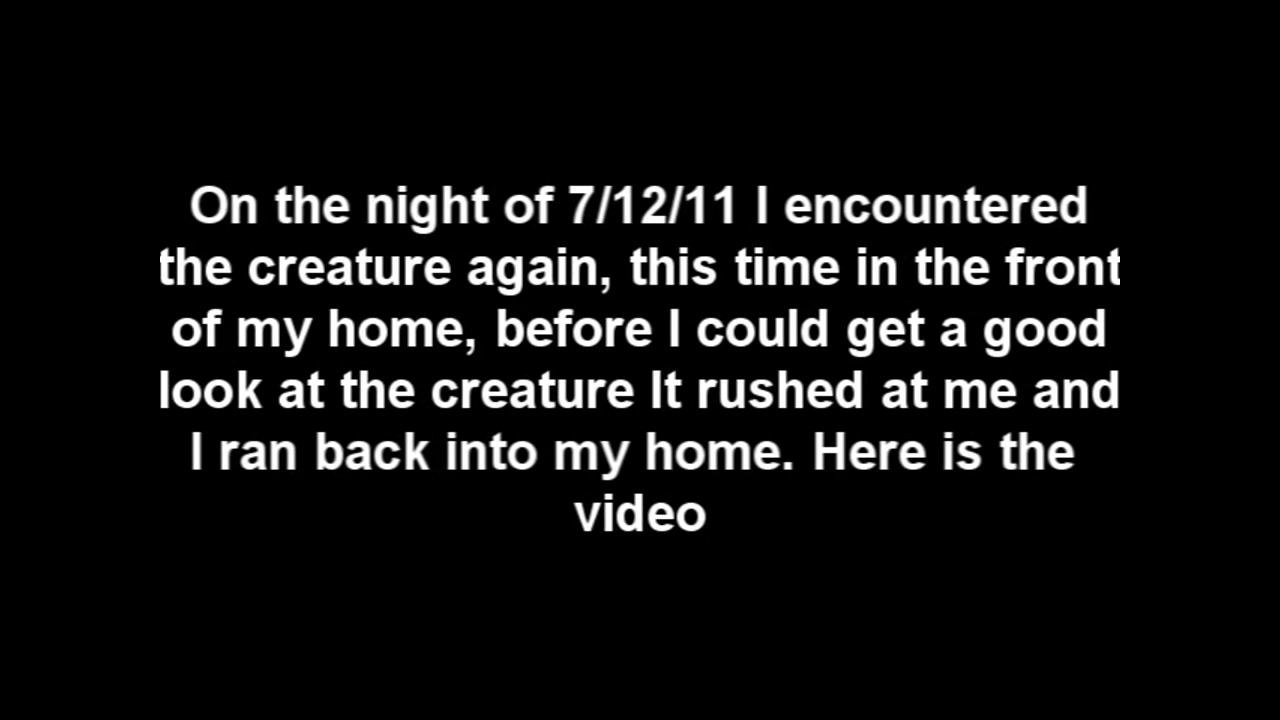 On the night of 7/12/11 I encountered
the creature again, this time in the front
of my home, before I could get a good
look at the creature It rushed at me and
I ran back into my home. Here is the
video